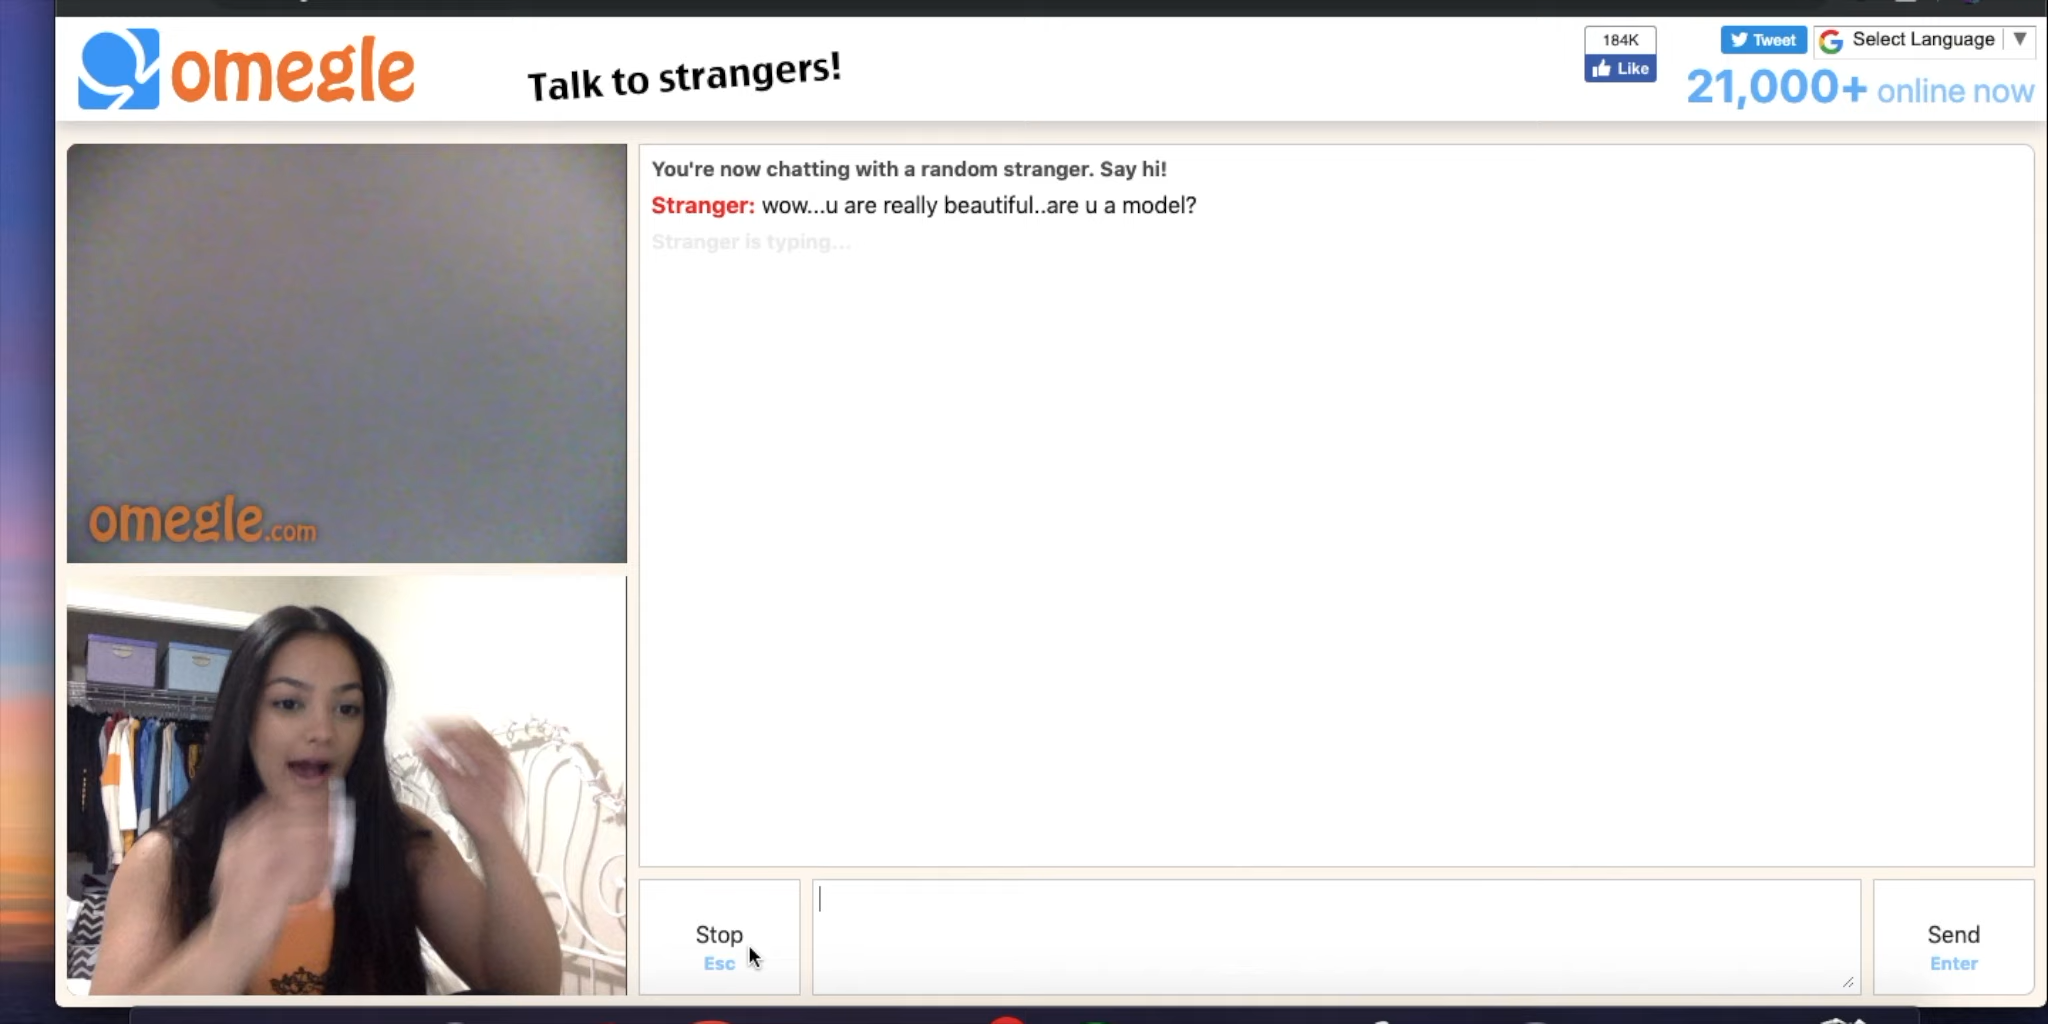 omegle
Talk to strangers!
184K
Like
Tweet
Select Language
21,000+ online now
You're now chatting with a random stranger. Say hi!
Stranger: wow...u are really beautiful..are u a model?
Stranger is typing...
omegle.com
Stop
Esc
Send
Enter